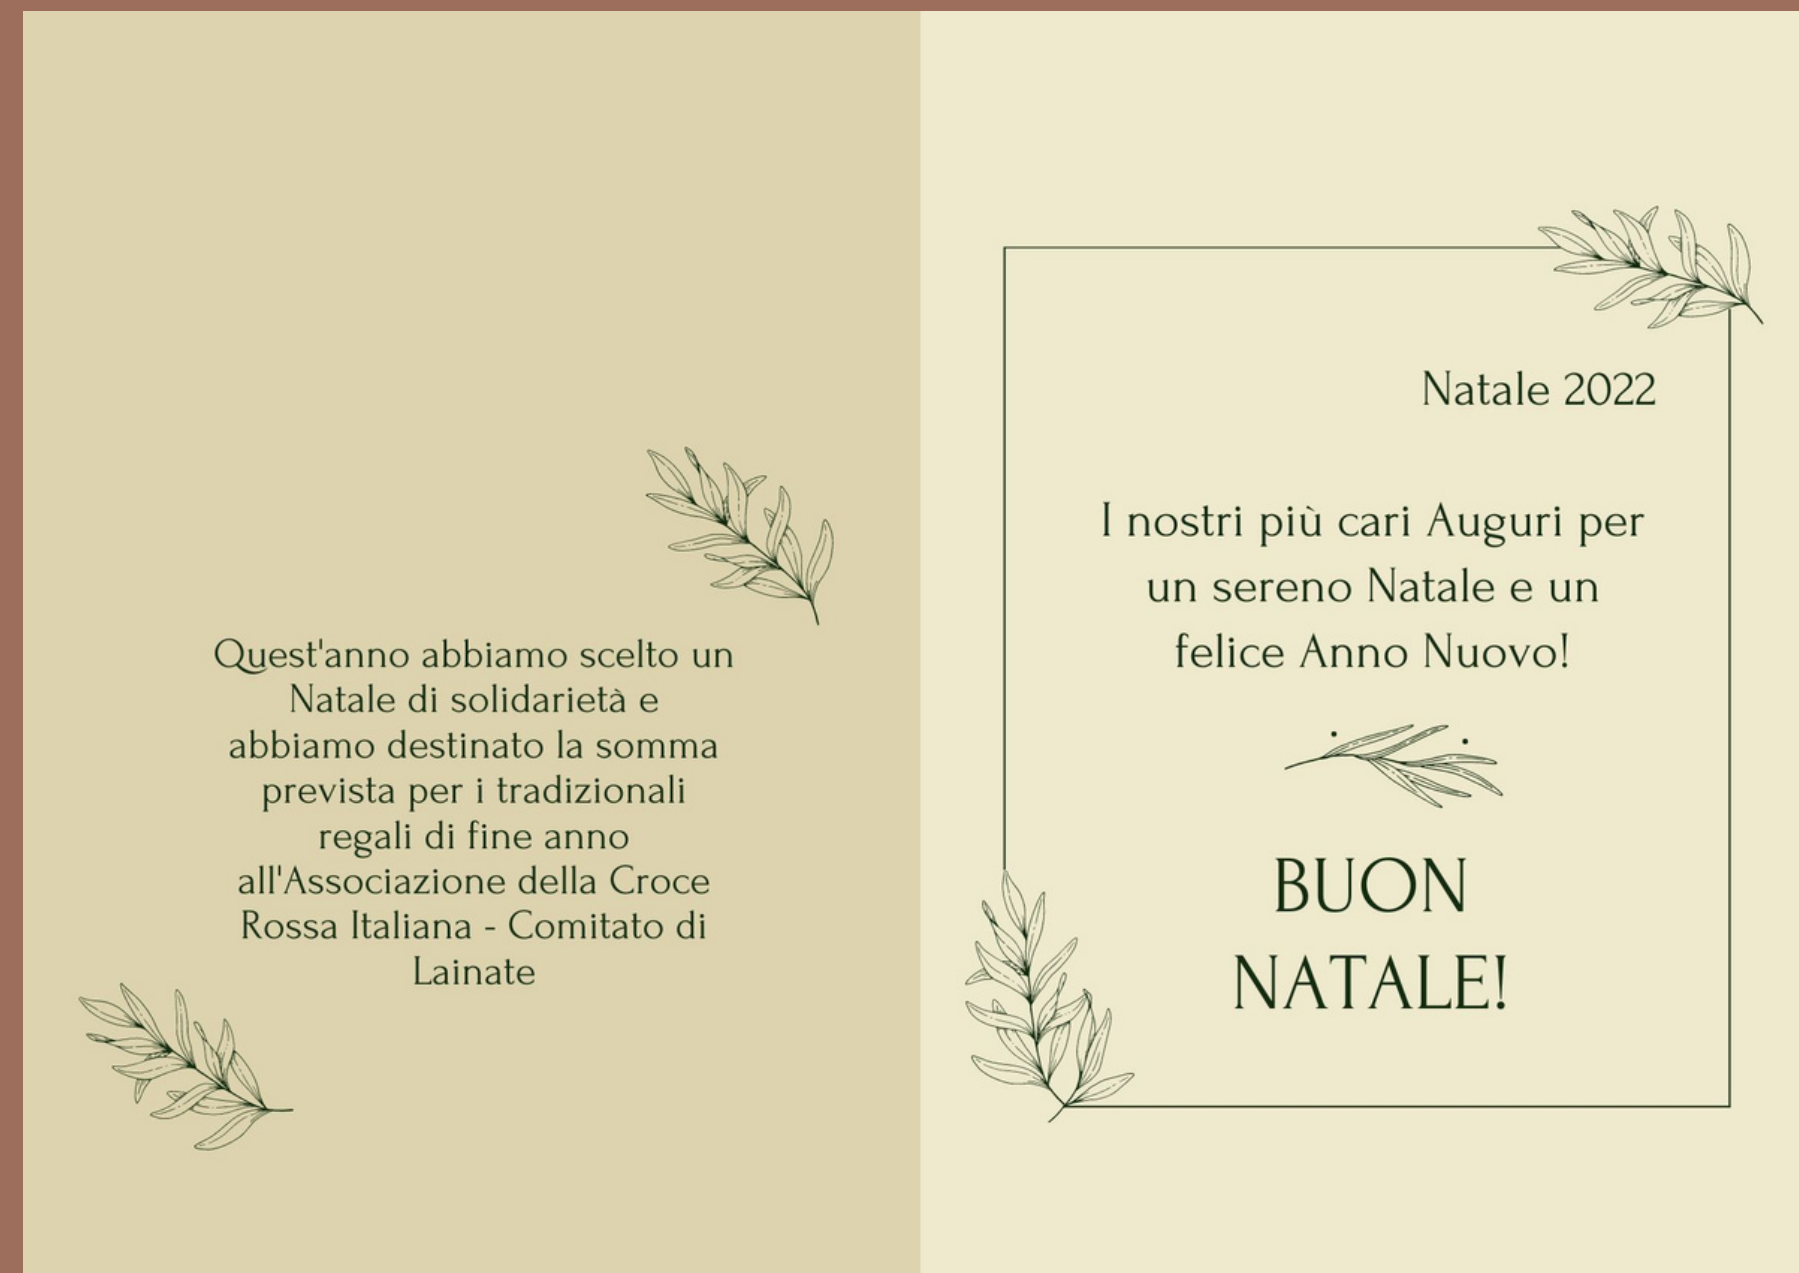 Quest'anno abbiamo scelto un
Natale di solidarietà e
abbiamo destinato la somma
prevista per i tradizionali
regali di fine anno
all'Associazione della Croce
Rossa Italiana - Comitato di
Lainate
Natale 2022
I nostri più cari Auguri per
un sereno Natale e un
felice Anno Nuovo!
BUON
NATALE!